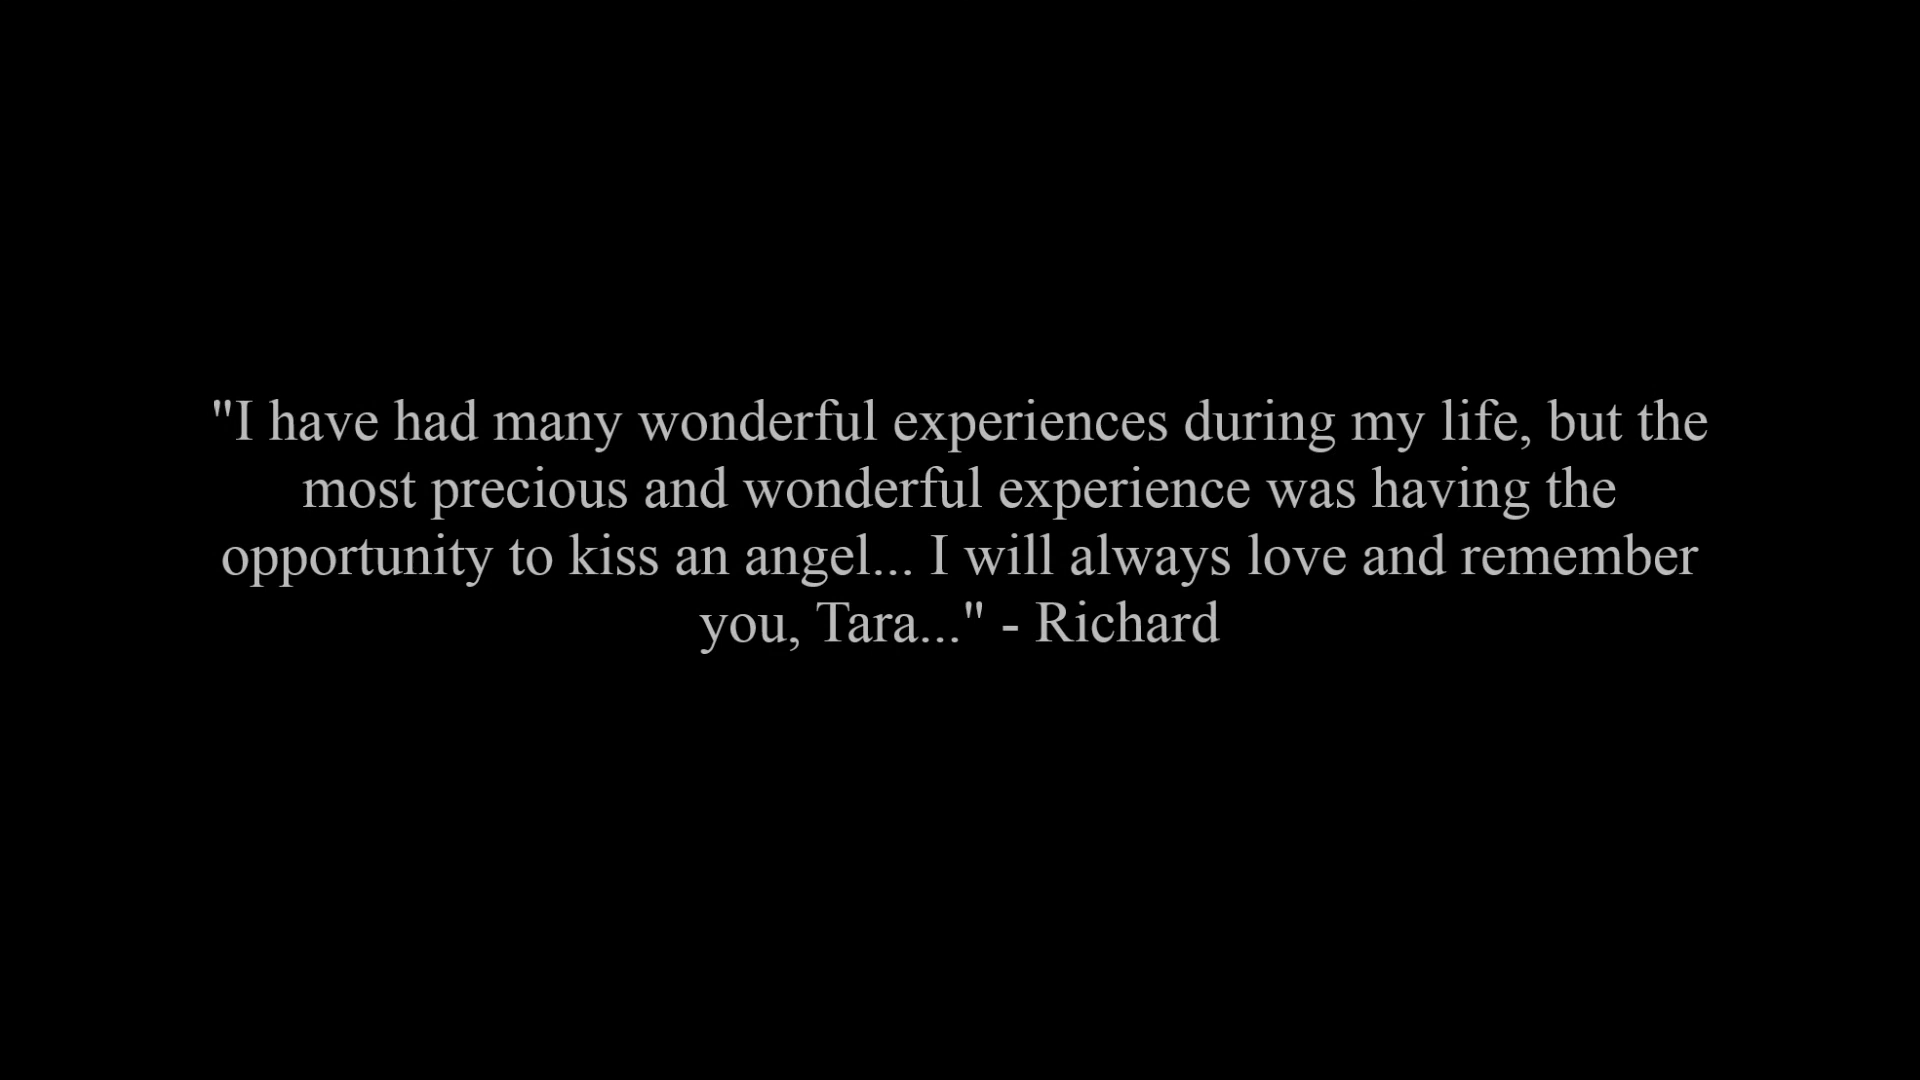 "I have had many wonderful experiences during my life, but the
most precious and wonderful experience was having the
opportunity to kiss an angel... I will always love and remember
you, Tara..." - Richard